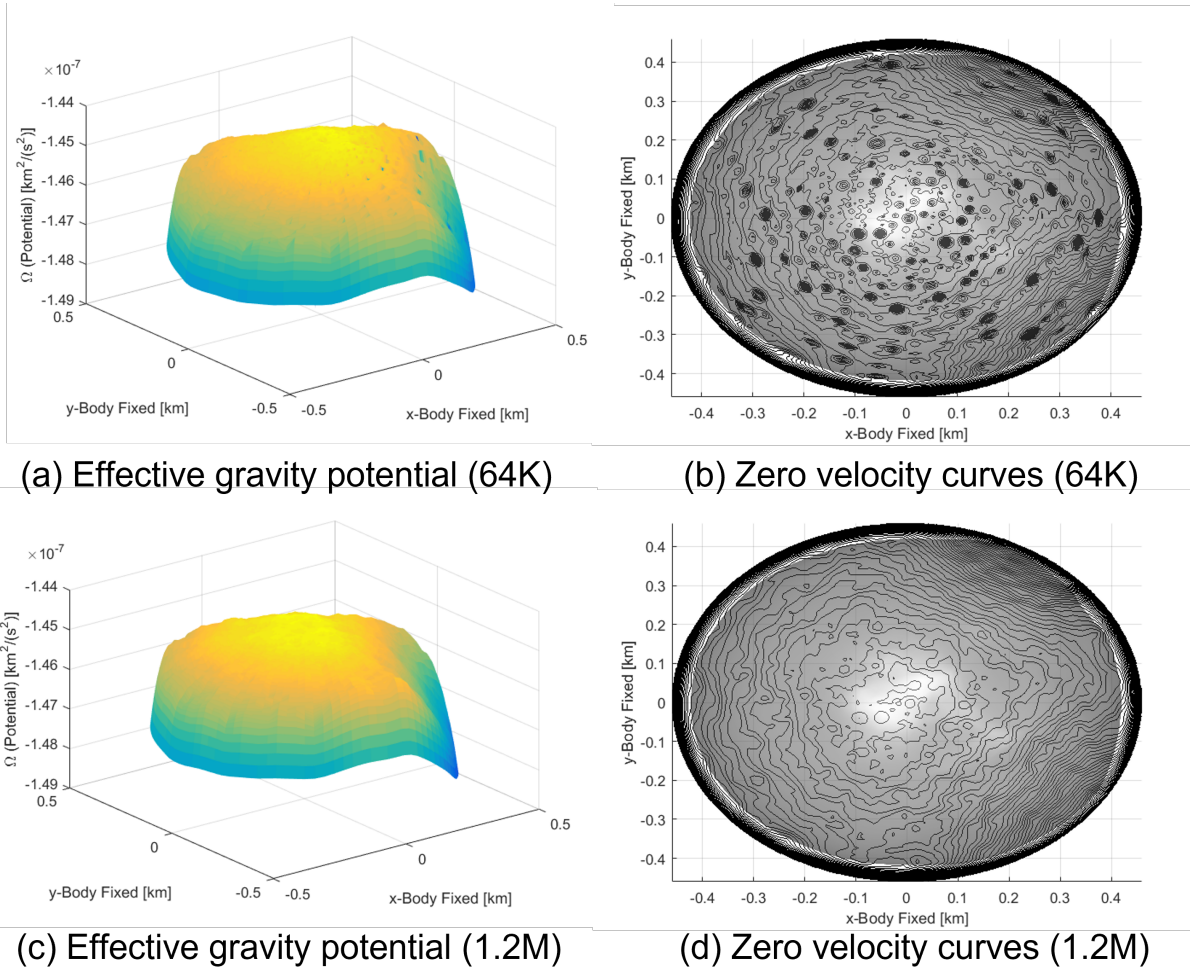 ×10⁻⁷
-1.44
-1.45
-1.46
-1.47
-1.48
-1.49
Ω (Potential) [km²/(s²)]
0.5
0
-0.5
y-Body Fixed [km]
-0.5
0
0.5
x-Body Fixed [km]
0.4
0.3
0.2
0.1
0
-0.1
-0.2
-0.3
-0.4
y-Body Fixed [km]
-0.4 -0.3 -0.2 -0.1 0 0.1 0.2 0.3 0.4
x-Body Fixed [km]
(a) Effective gravity potential (64K)
(b) Zero velocity curves (64K)
×10⁻⁷
-1.44
-1.45
-1.46
-1.47
-1.48
-1.49
Ω (Potential) [km²/(s²)]
0.5
0
-0.5
y-Body Fixed [km]
-0.5
0
0.5
x-Body Fixed [km]
0.4
0.3
0.2
0.1
0
-0.1
-0.2
-0.3
-0.4
y-Body Fixed [km]
-0.4 -0.3 -0.2 -0.1 0 0.1 0.2 0.3 0.4
x-Body Fixed [km]
(c) Effective gravity potential (1.2M)
(d) Zero velocity curves (1.2M)